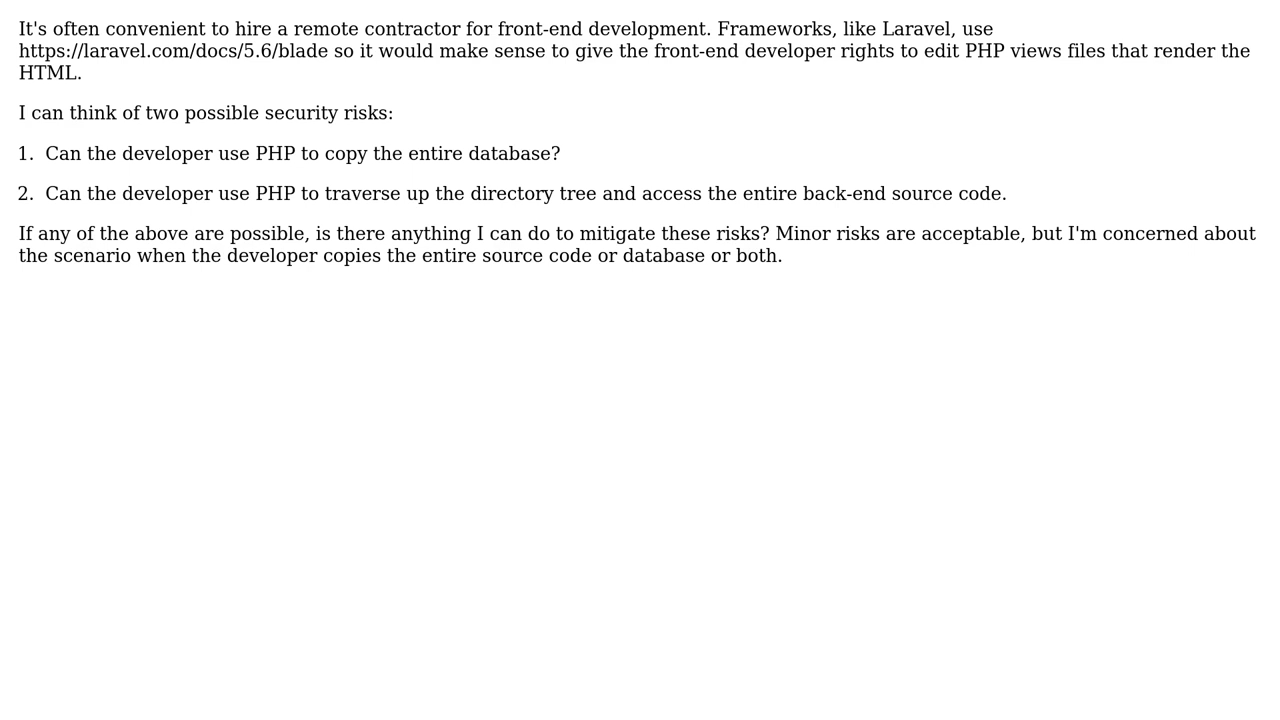 It's often convenient to hire a remote contractor for front-end development. Frameworks, like Laravel, use
https://laravel.com/docs/5.6/blade so it would make sense to give the front-end developer rights to edit PHP views files that render the
HTML.
I can think of two possible security risks:
1. Can the developer use PHP to copy the entire database?
2. Can the developer use PHP to traverse up the directory tree and access the entire back-end source code.
If any of the above are possible, is there anything I can do to mitigate these risks? Minor risks are acceptable, but I'm concerned about
the scenario when the developer copies the entire source code or database or both.